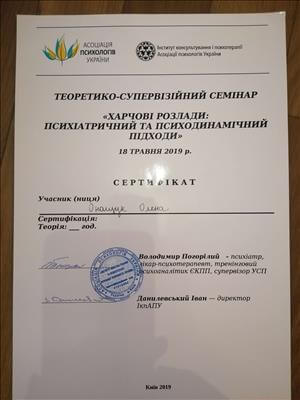 АСОЦІАЦІЯ
ПСИХОЛОГІВ
УКРАЇНИ
Інститут консультування і психотерапії
Асоціації психологів України
ТЕОРЕТИКО-СУПЕРВІЗІЙНИЙ СЕМІНАР
«ХАРЧОВІ РОЗЛАДИ:
ПСИХІАТРИЧНИЙ ТА ПСИХОДИНАМІЧНИЙ
ПІДХОДИ»
18 ТРАВНЯ 2019 р.
СЕРТИФІКАТ
Учасник (ниця)
Олена
Сертифікація:
Теорія: ___ год.
Володимир Погорілий - психіатр,
лікар-психотерапевт, тренінговий
психоаналітик ЄКПП, супервізор УСП
Данилевський Іван — директор
ІкпАПУ
Київ 2019